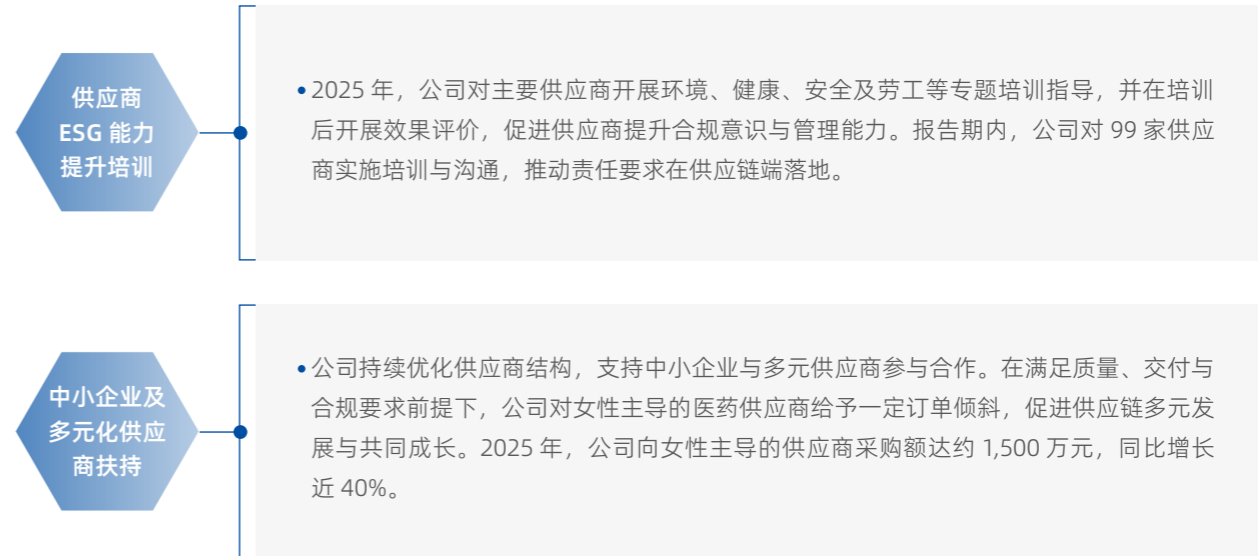 供应商
ESG 能力
提升培训
•2025 年，公司对主要供应商开展环境、健康、安全及劳工等专题培训指导，并在培训
后开展效果评价，促进供应商提升合规意识与管理能力。报告期内，公司对 99 家供应
商实施培训与沟通，推动责任要求在供应链端落地。
中小企业及
多元化供应
商扶持
•公司持续优化供应商结构，支持中小企业与多元供应商参与合作。在满足质量、交付与
合规要求前提下，公司对女性主导的医药供应商给予一定订单倾斜，促进供应链多元发
展与共同成长。2025 年，公司向女性主导的供应商采购额达约 1,500 万元，同比增长
近 40%。